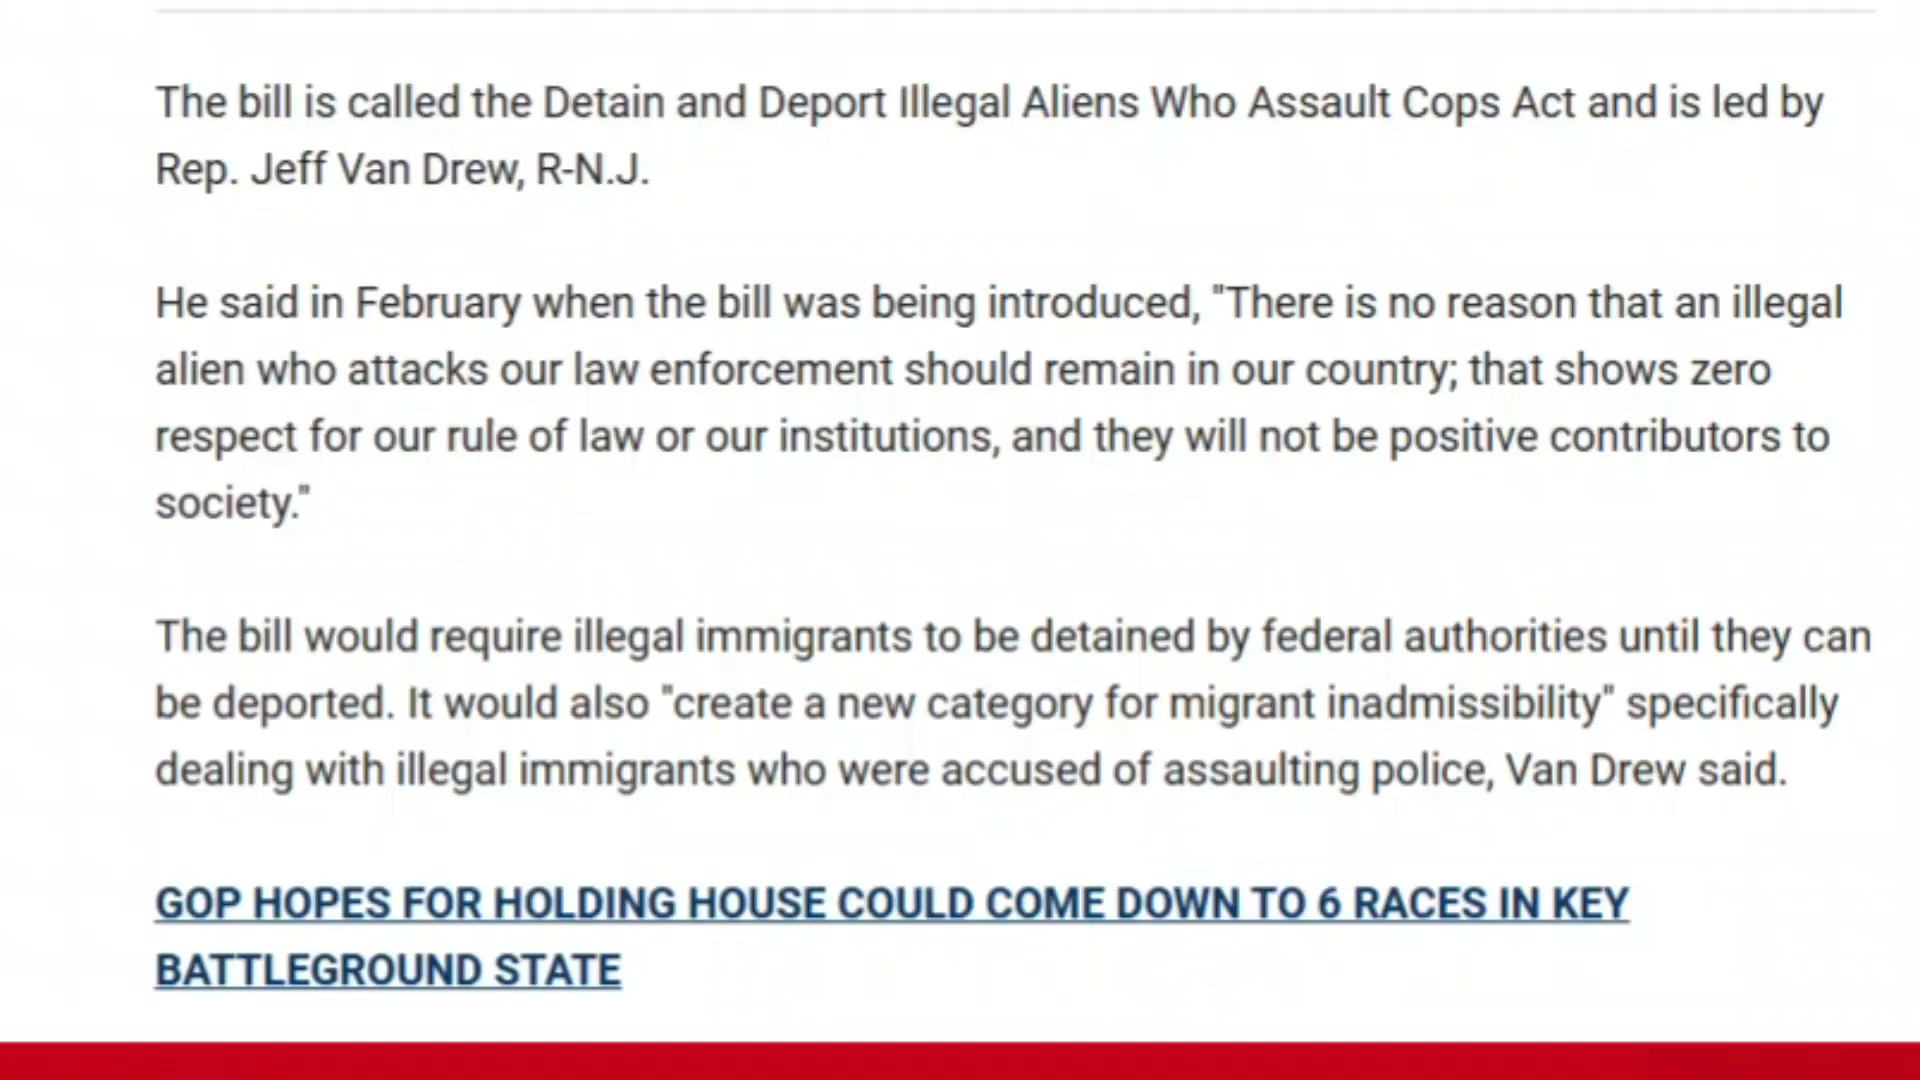 The bill is called the Detain and Deport Illegal Aliens Who Assault Cops Act and is led by
Rep. Jeff Van Drew, R-N.J.
He said in February when the bill was being introduced, "There is no reason that an illegal
alien who attacks our law enforcement should remain in our country; that shows zero
respect for our rule of law or our institutions, and they will not be positive contributors to
society."
The bill would require illegal immigrants to be detained by federal authorities until they can
be deported. It would also "create a new category for migrant inadmissibility" specifically
dealing with illegal immigrants who were accused of assaulting police, Van Drew said.
GOP HOPES FOR HOLDING HOUSE COULD COME DOWN TO 6 RACES IN KEY
BATTLEGROUND STATE